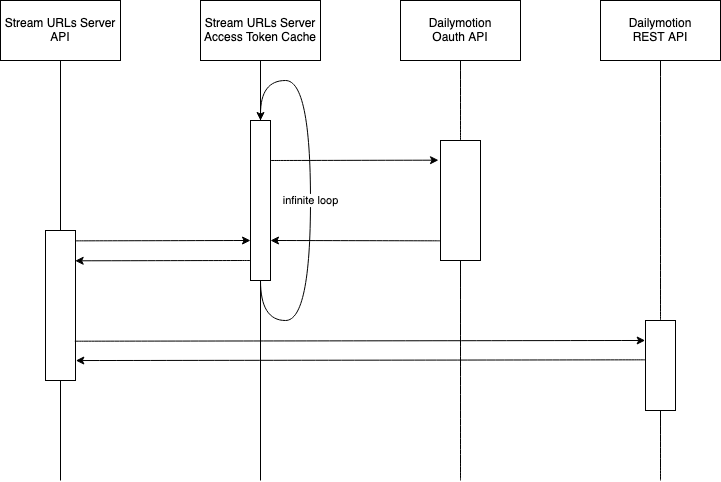 Stream URLs Server
API
Stream URLs Server
Access Token Cache
Dailymotion
Oauth API
Dailymotion
REST API
infinite loop